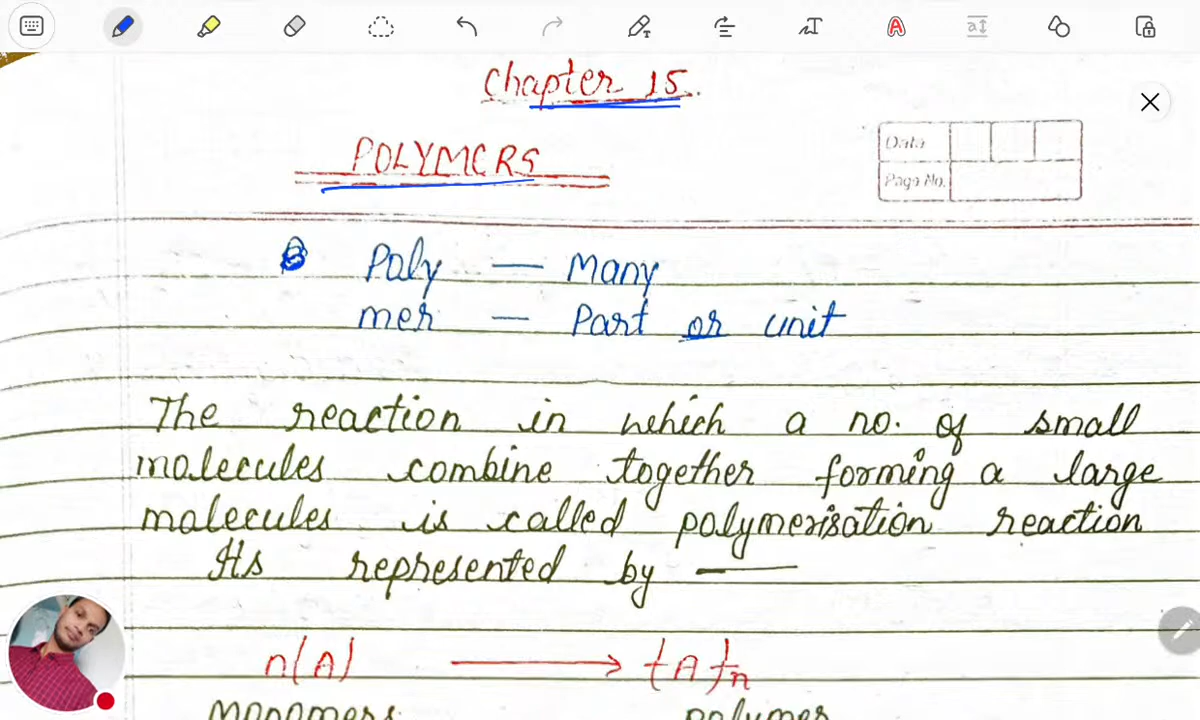 Chapter 15.
POLYMERS
Data
Page No.
Poly — Many
mer — Part or unit
The reaction in which a no. of small
molecules combine together forming a large
molecules is called polymerisation reaction
Its represented by —
n(A) → ⟮A⟯n
Monomers polymer